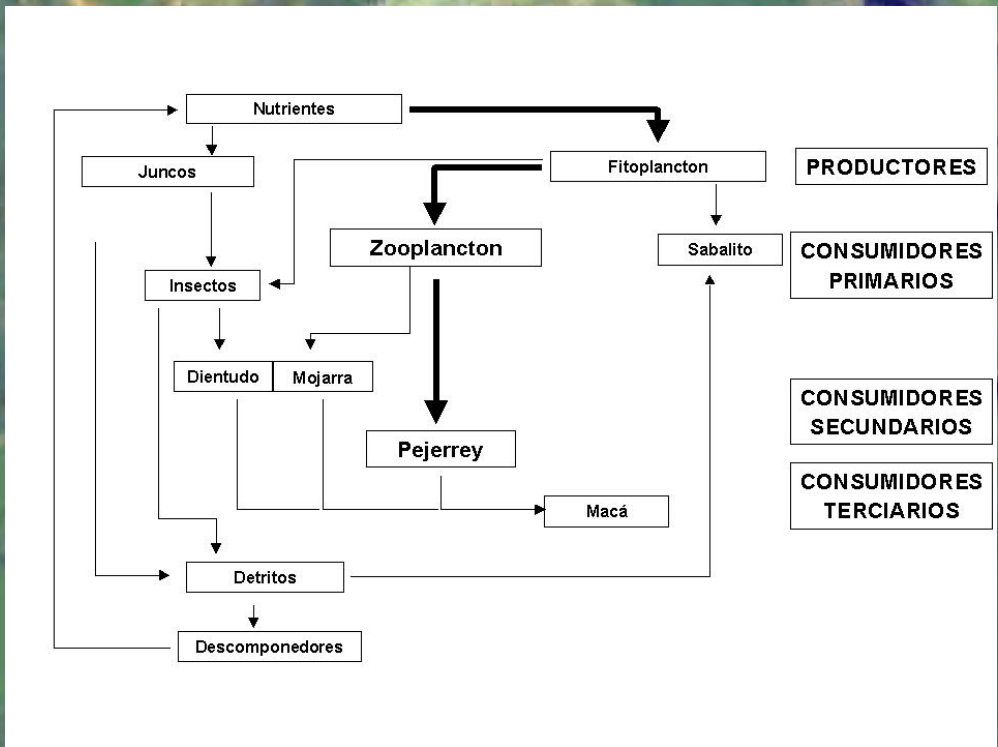 Nutrientes
Juncos
Fitoplancton
PRODUCTORES
Zooplancton
Sabalito
CONSUMIDORES
PRIMARIOS
Insectos
Dientudo
Mojarra
CONSUMIDORES
SECUNDARIOS
Pejerrey
CONSUMIDORES
TERCIARIOS
Macá
Detritos
Descomponedores